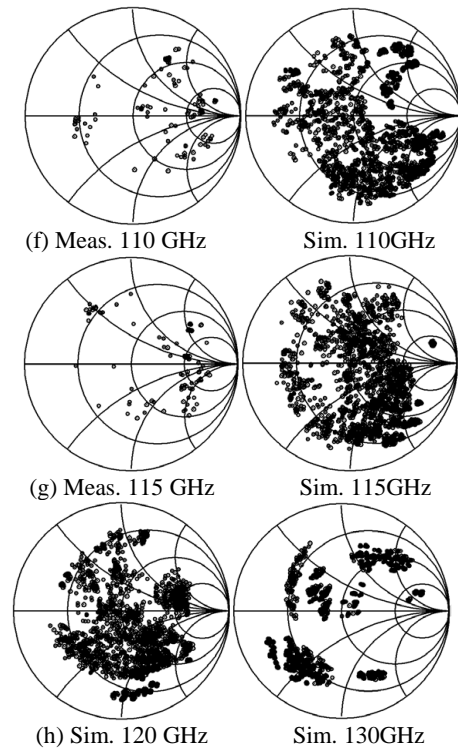 (f) Meas. 110 GHz Sim. 110GHz
(g) Meas. 115 GHz Sim. 115GHz
(h) Sim. 120 GHz Sim. 130GHz